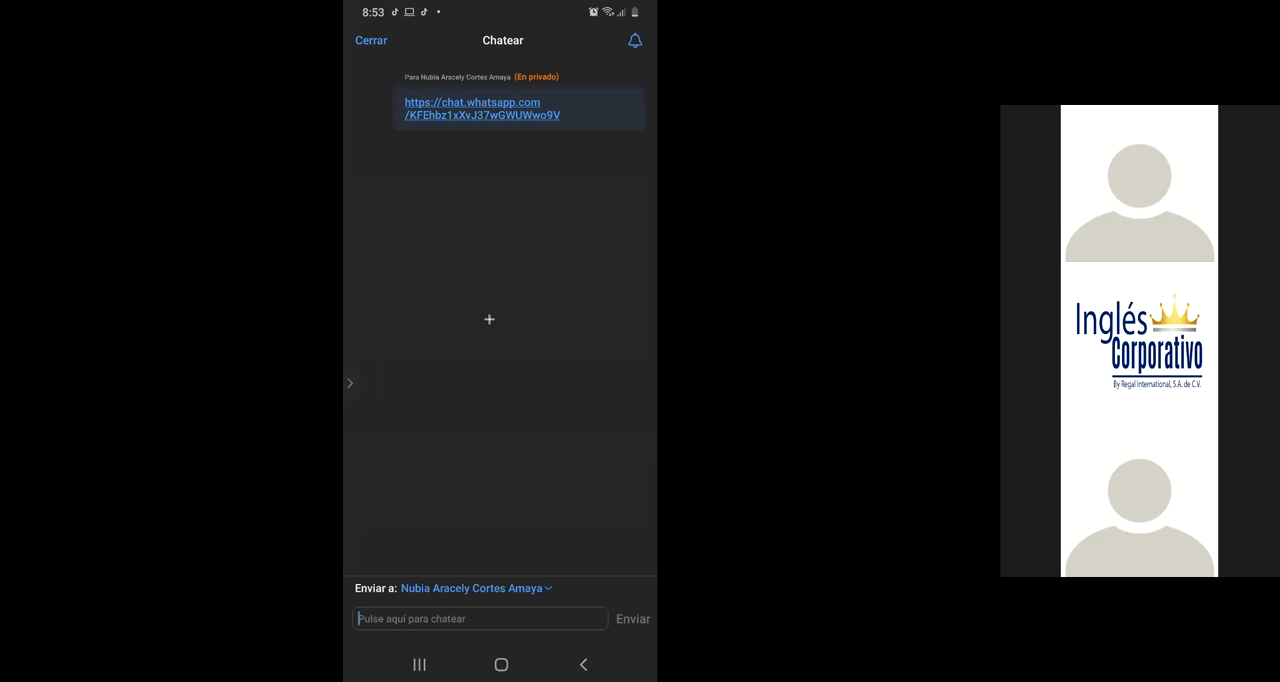 8:53
Cerrar
Chatear
Para Nubia Aracely Cortes Amaya (En privado)
https://chat.whatsapp.com
/KFEhbz1xXvJ37wGWUWwo9V
Enviar a: Nubia Aracely Cortes Amaya
Pulse aquí para chatear
Enviar
Inglés
Corporativo
By Regal International, S.A. de C.V.